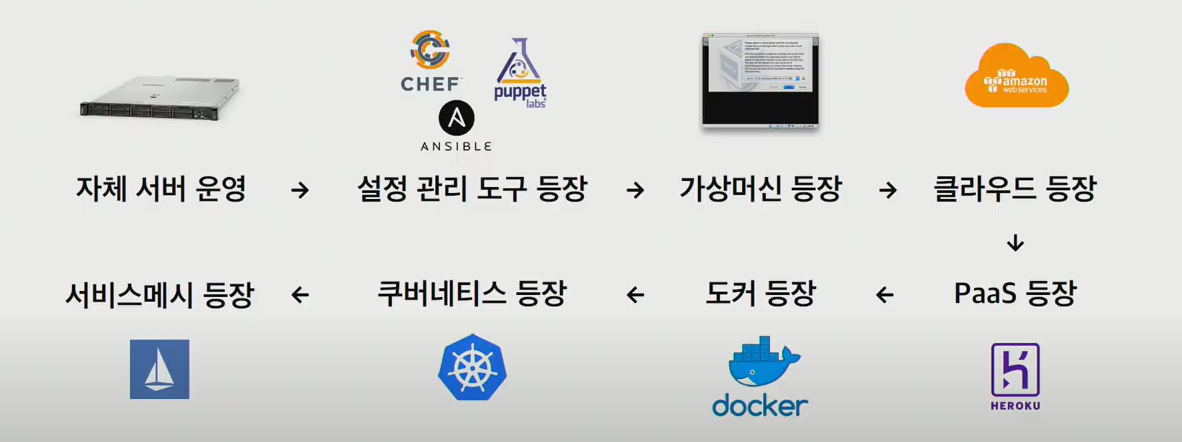 CHEF
puppet
labs
ANSIBLE
amazon
web services
자체 서버 운영 → 설정 관리 도구 등장 → 가상머신 등장 → 클라우드 등장
↓
서비스메시 등장 ← 쿠버네티스 등장 ← 도커 등장 ← PaaS 등장
docker
HEROKU